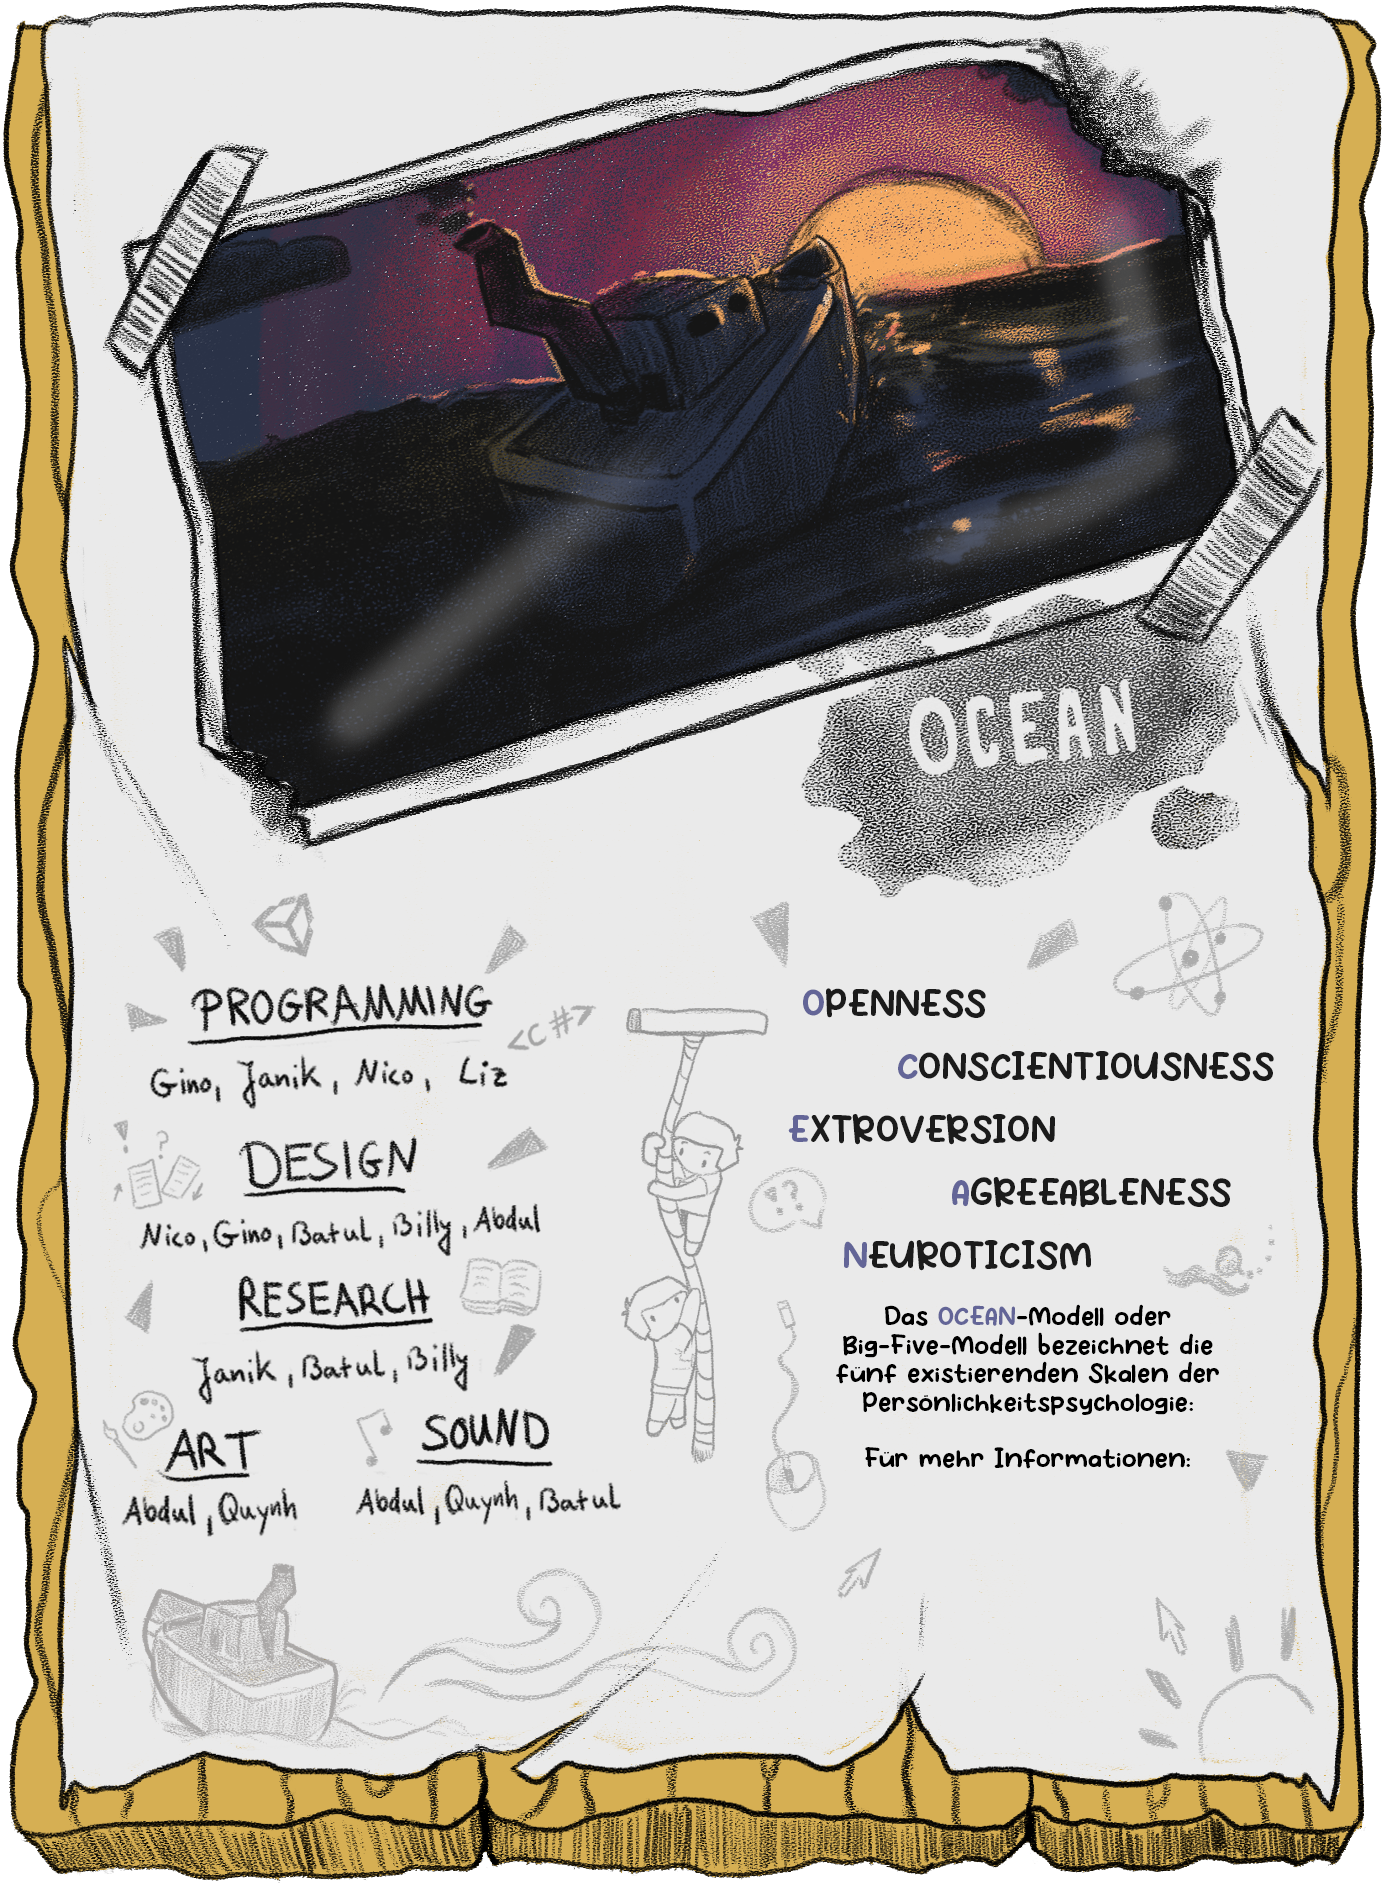 OCEAN
PROGRAMMING
<C#>
Gino, Janik, Nico, Liz
DESIGN
Nico, Gino, Batul, Billy, Abdul
RESEARCH
Janik, Batul, Billy
ART
Abdul, Quynh
SOUND
Abdul, Quynh, Batul
OPENNESS
CONSCIENTIOUSNESS
EXTROVERSION
AGREEABLENESS
NEUROTICISM
Das OCEAN-Modell oder
Big-Five-Modell bezeichnet die
fünf existierenden Skalen der
Persönlichkeitspsychologie:
Für mehr Informationen: